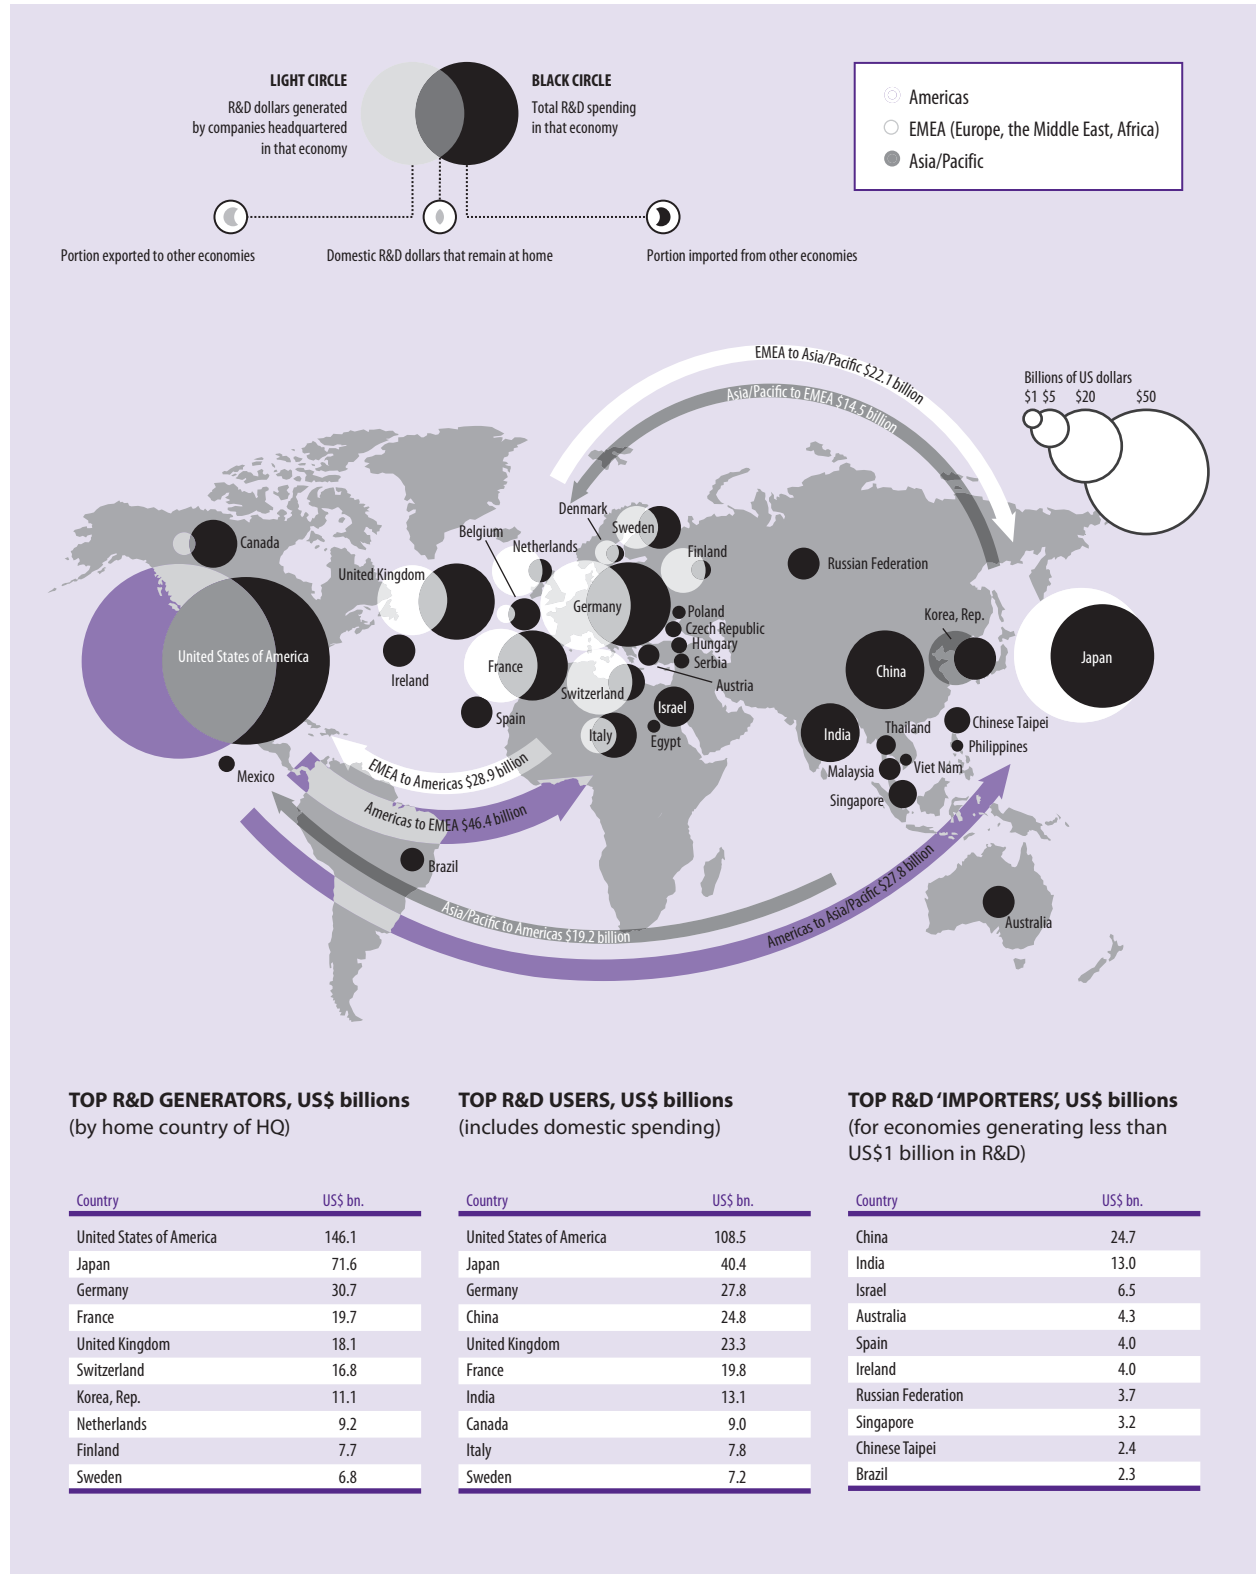 LIGHT CIRCLE
R&D dollars generated
by companies headquartered
in that economy
BLACK CIRCLE
Total R&D spending
in that economy
Americas
EMEA (Europe, the Middle East, Africa)
Asia/Pacific
Portion exported to other economies
Domestic R&D dollars that remain at home
Portion imported from other economies
EMEA to Asia/Pacific $22.1 billion
Asia/Pacific to EMEA $14.5 billion
Billions of US dollars
$1 $5 $20 $50
Denmark
Sweden
Belgium
Netherlands
Finland
Canada
United Kingdom
Russian Federation
Germany
Poland
Korea, Rep.
Czech Republic
Hungary
United States of America
Serbia
Japan
France
China
Ireland
Switzerland
Austria
Israel
Spain
Italy
Egypt
India
Thailand
Chinese Taipei
Philippines
Mexico
Malaysia
Viet Nam
Singapore
EMEA to Americas $28.9 billion
Americas to EMEA $46.4 billion
Brazil
Asia/Pacific to Americas $19.2 billion
Americas to Asia/Pacific $27.8 billion
Australia
TOP R&D GENERATORS, US$ billions
(by home country of HQ)
Country US$ bn.
United States of America 146.1
Japan 71.6
Germany 30.7
France 19.7
United Kingdom 18.1
Switzerland 16.8
Korea, Rep. 11.1
Netherlands 9.2
Finland 7.7
Sweden 6.8
TOP R&D USERS, US$ billions
(includes domestic spending)
Country US$ bn.
United States of America 108.5
Japan 40.4
Germany 27.8
China 24.8
United Kingdom 23.3
France 19.8
India 13.1
Canada 9.0
Italy 7.8
Sweden 7.2
TOP R&D ‘IMPORTERS’, US$ billions
(for economies generating less than
US$1 billion in R&D)
Country US$ bn.
China 24.7
India 13.0
Israel 6.5
Australia 4.3
Spain 4.0
Ireland 4.0
Russian Federation 3.7
Singapore 3.2
Chinese Taipei 2.4
Brazil 2.3